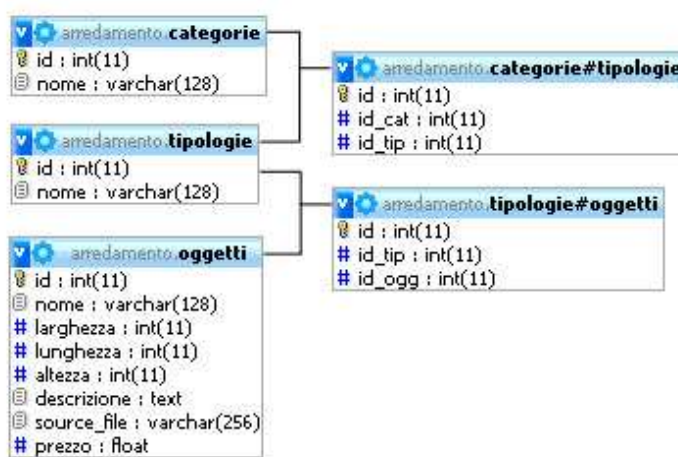 arredamento.categorie
id : int(11)
nome : varchar(128)
arredamento.tipologie
id : int(11)
nome : varchar(128)
arredamento.oggetti
id : int(11)
nome : varchar(128)
# larghezza : int(11)
# lunghezza : int(11)
# altezza : int(11)
descrizione : text
source_file : varchar(256)
# prezzo : float
arredamento.categorie#tipologie
id : int(11)
# id_cat : int(11)
# id_tip : int(11)
arredamento.tipologie#oggetti
id : int(11)
# id_tip : int(11)
# id_ogg : int(11)